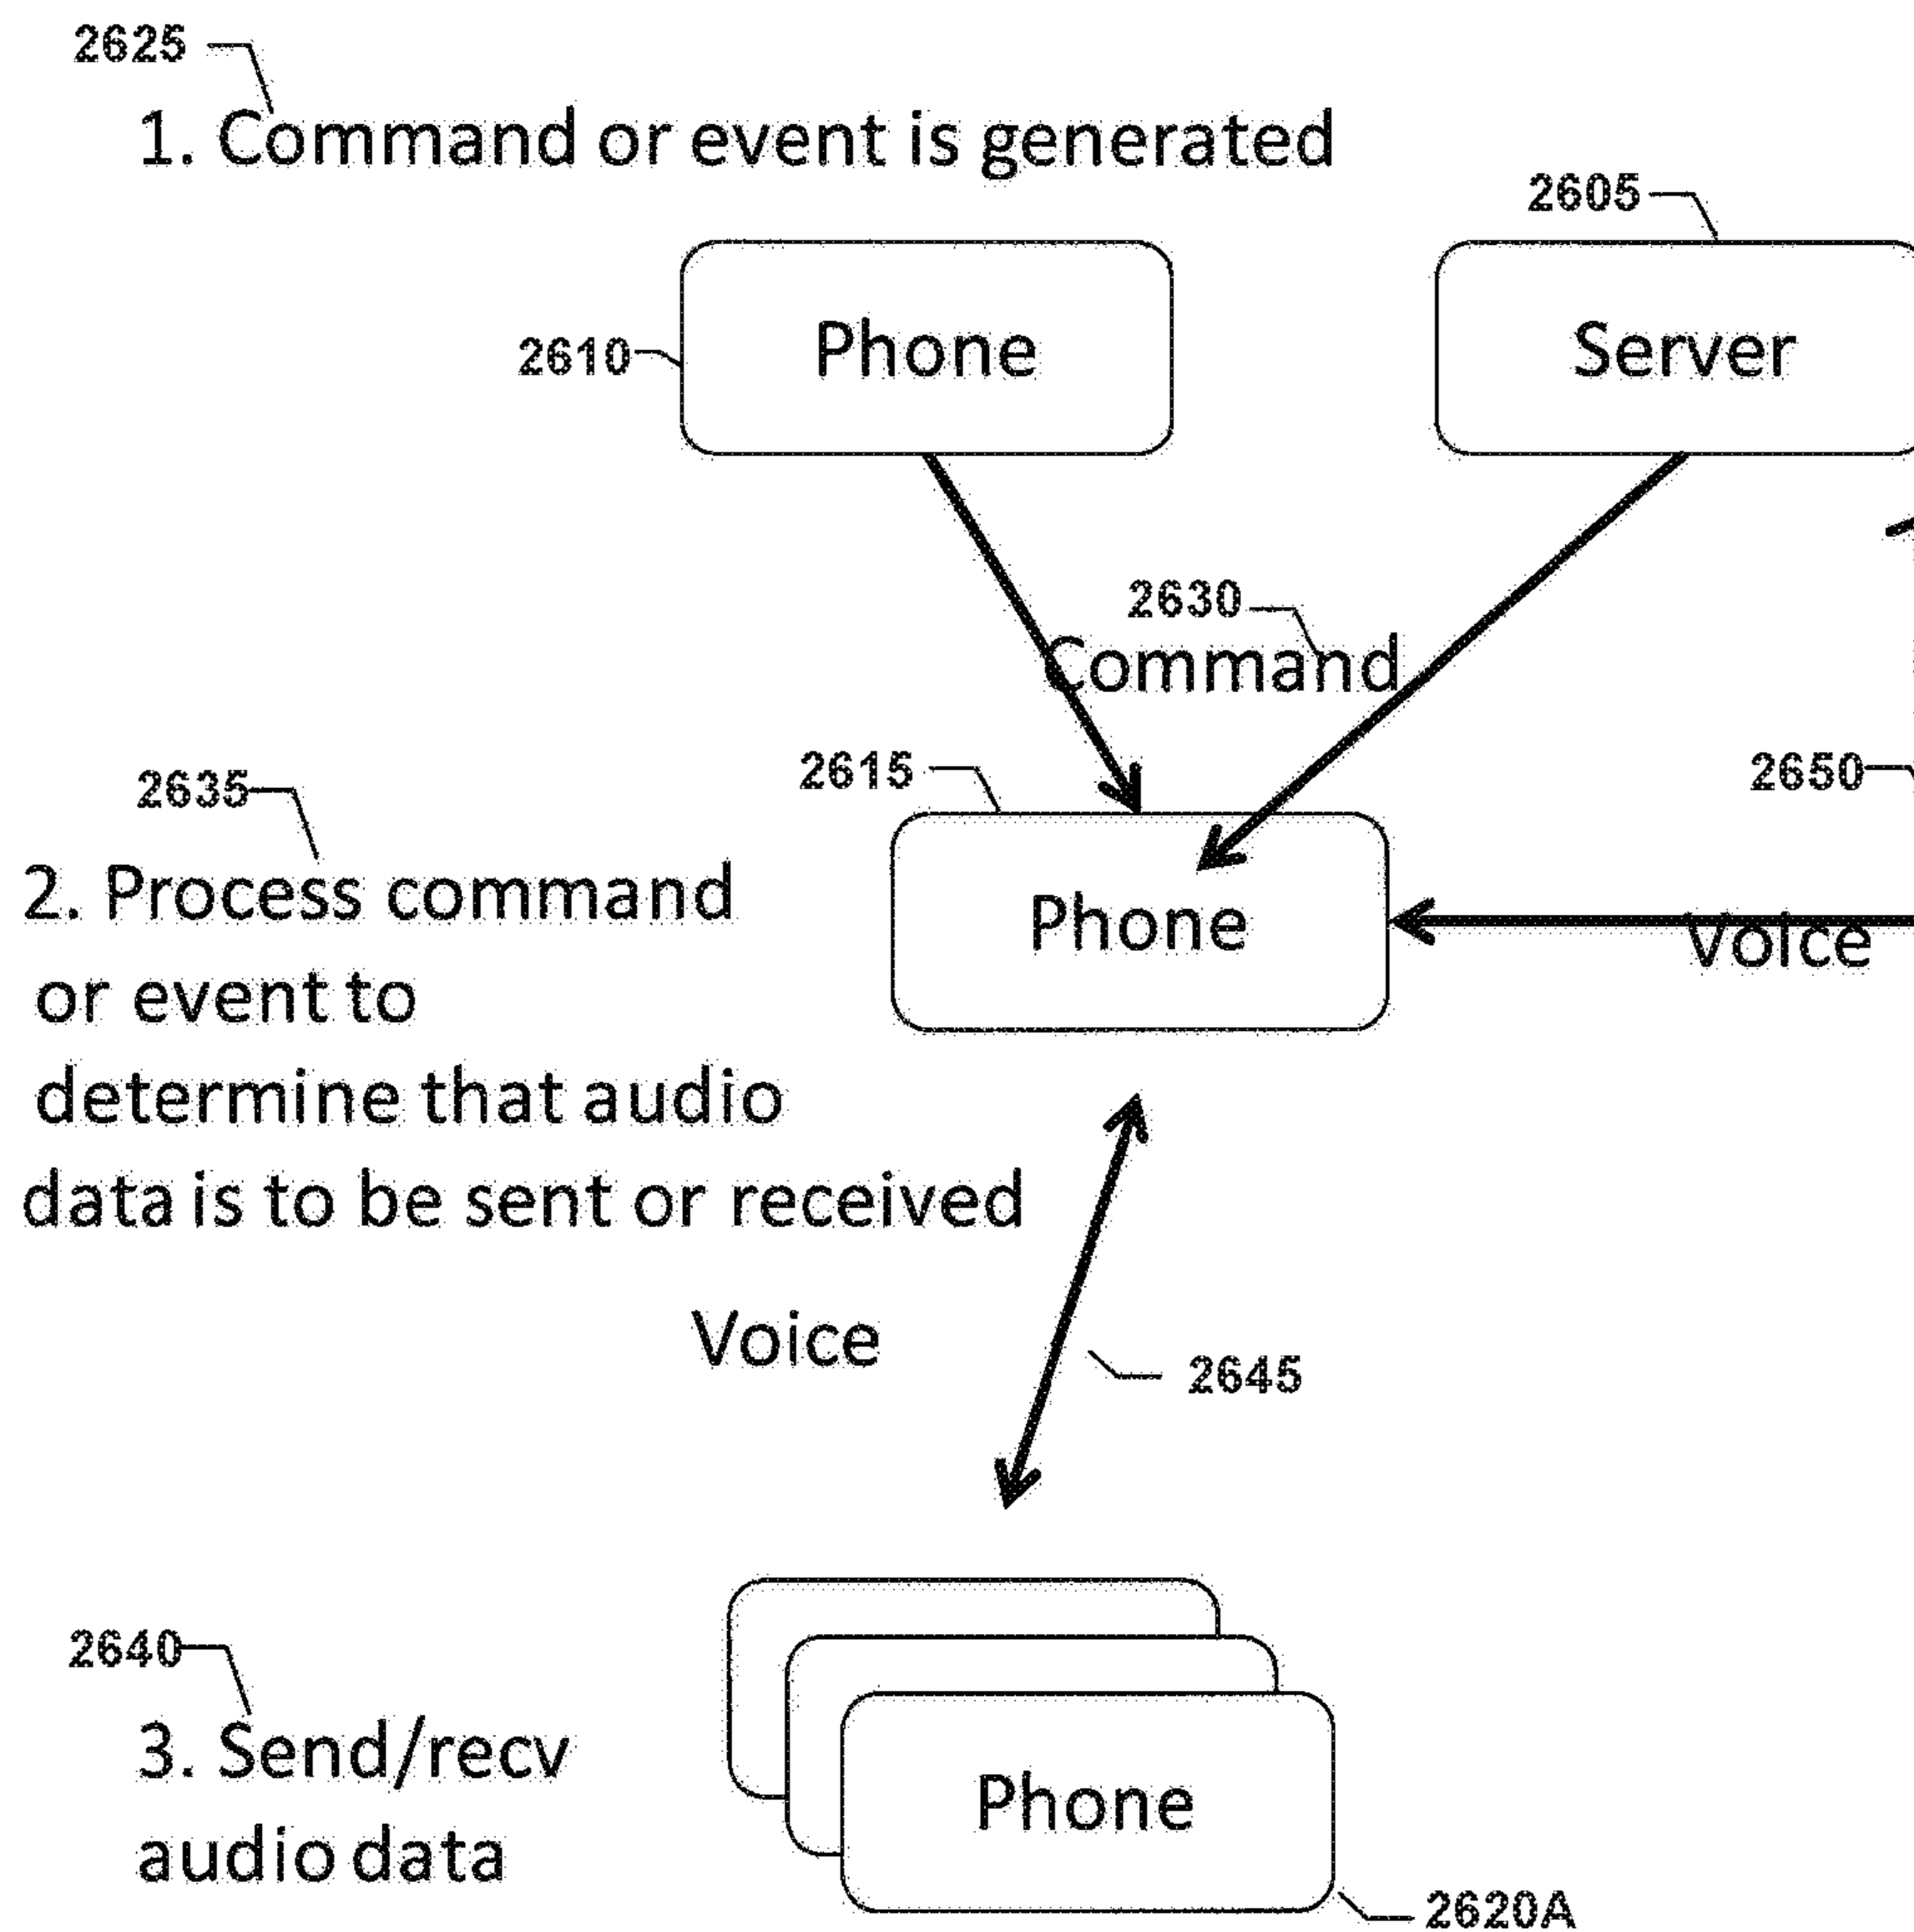 2625
1. Command or event is generated
2605
2610
Phone
Server
2630
Command
2615
2650
2635
2. Process command
or event to
determine that audio
data is to be sent or received
Phone
Voice
Voice
2645
2640
3. Send/recv
audio data
Phone
2620A